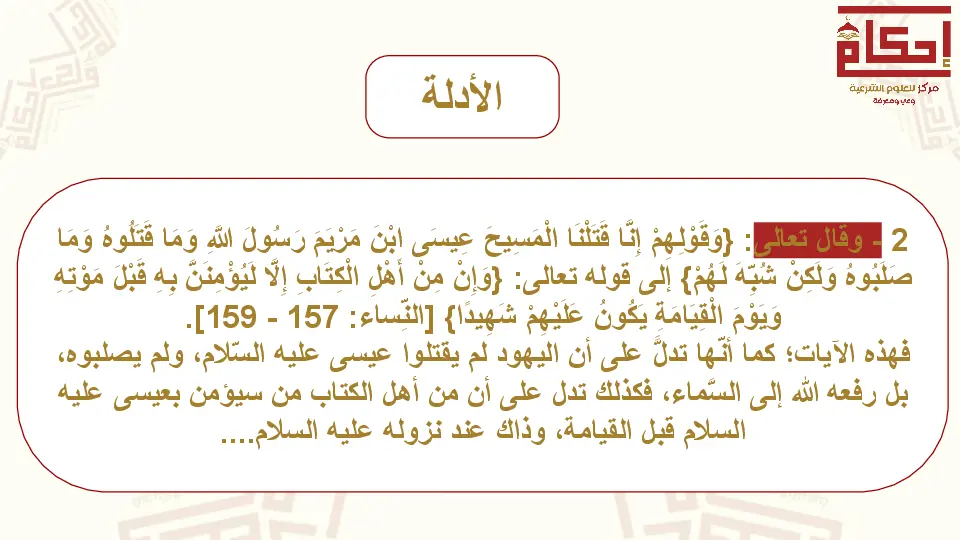 إحكام
مركز للعلوم الشرعية
وعي ومعرفة
الأدلة
2 - وقال تعالى: {وَقَوْلِهِمْ إِنَّا قَتَلْنَا الْمَسِيحَ عِيسَى ابْنَ مَرْيَمَ رَسُولَ اللَّهِ وَمَا قَتَلُوهُ وَمَا
صَلَبُوهُ وَلَكِنْ شُبِّهَ لَهُمْ} إلى قوله تعالى: {وَإِنْ مِنْ أَهْلِ الْكِتَابِ إِلَّا لَيُؤْمِنَنَّ بِهِ قَبْلَ مَوْتِهِ
وَيَوْمَ الْقِيَامَةِ يَكُونُ عَلَيْهِمْ شَهِيدًا} [النِّساء: 157 - 159].
فهذه الآيات؛ كما أنّها تدلَّ على أن اليهود لم يقتلوا عيسى عليه السّلام، ولم يصلبوه،
بل رفعه الله إلى السَّماء، فكذلك تدل على أن من أهل الكتاب من سيؤمن بعيسى عليه
السلام قبل القيامة، وذاك عند نزوله عليه السلام....